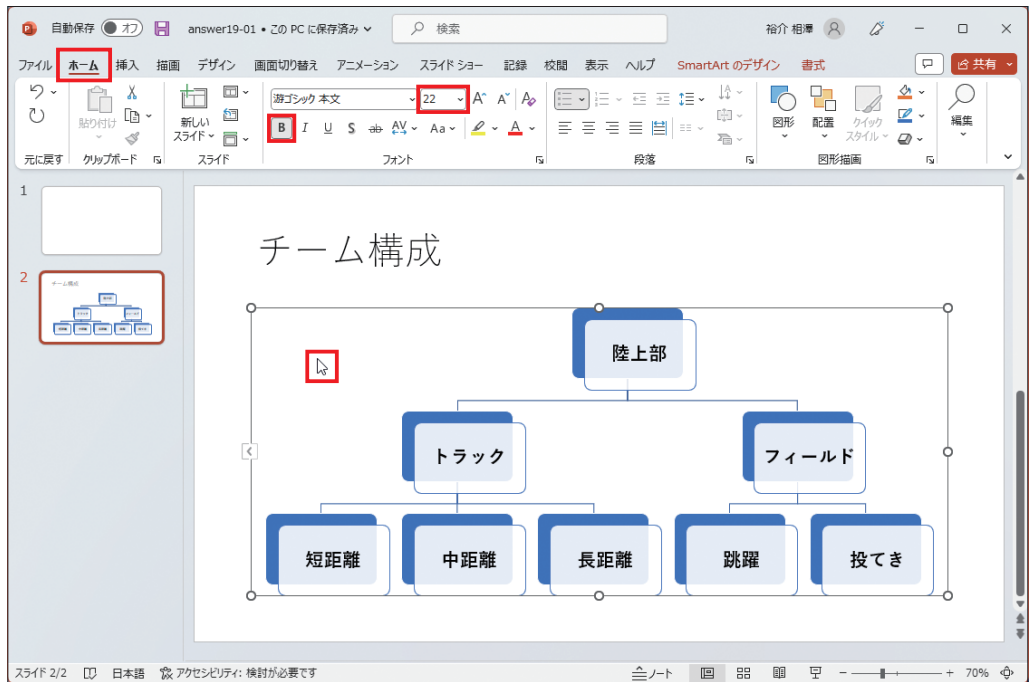 自動保存 オフ answer19-01 • この PC に保存済み 検索 裕介 相澤
ファイル ホーム 挿入 描画 デザイン 画面切り替え アニメーション スライド ショー 記録 校閲 表示 ヘルプ SmartArt のデザイン 書式 共有
貼り付け 新しい スライド 游ゴシック 本文 22 A A A
B I U S ab AV Aa A 図形 配置 クイック スタイル 編集
元に戻す クリップボード スライド フォント 段落 図形描画
1
2
チーム構成
陸上部
トラック フィールド
短距離 中距離 長距離 跳躍 投てき
スライド 2/2 日本語 アクセシビリティ: 検討が必要です ノート 70%